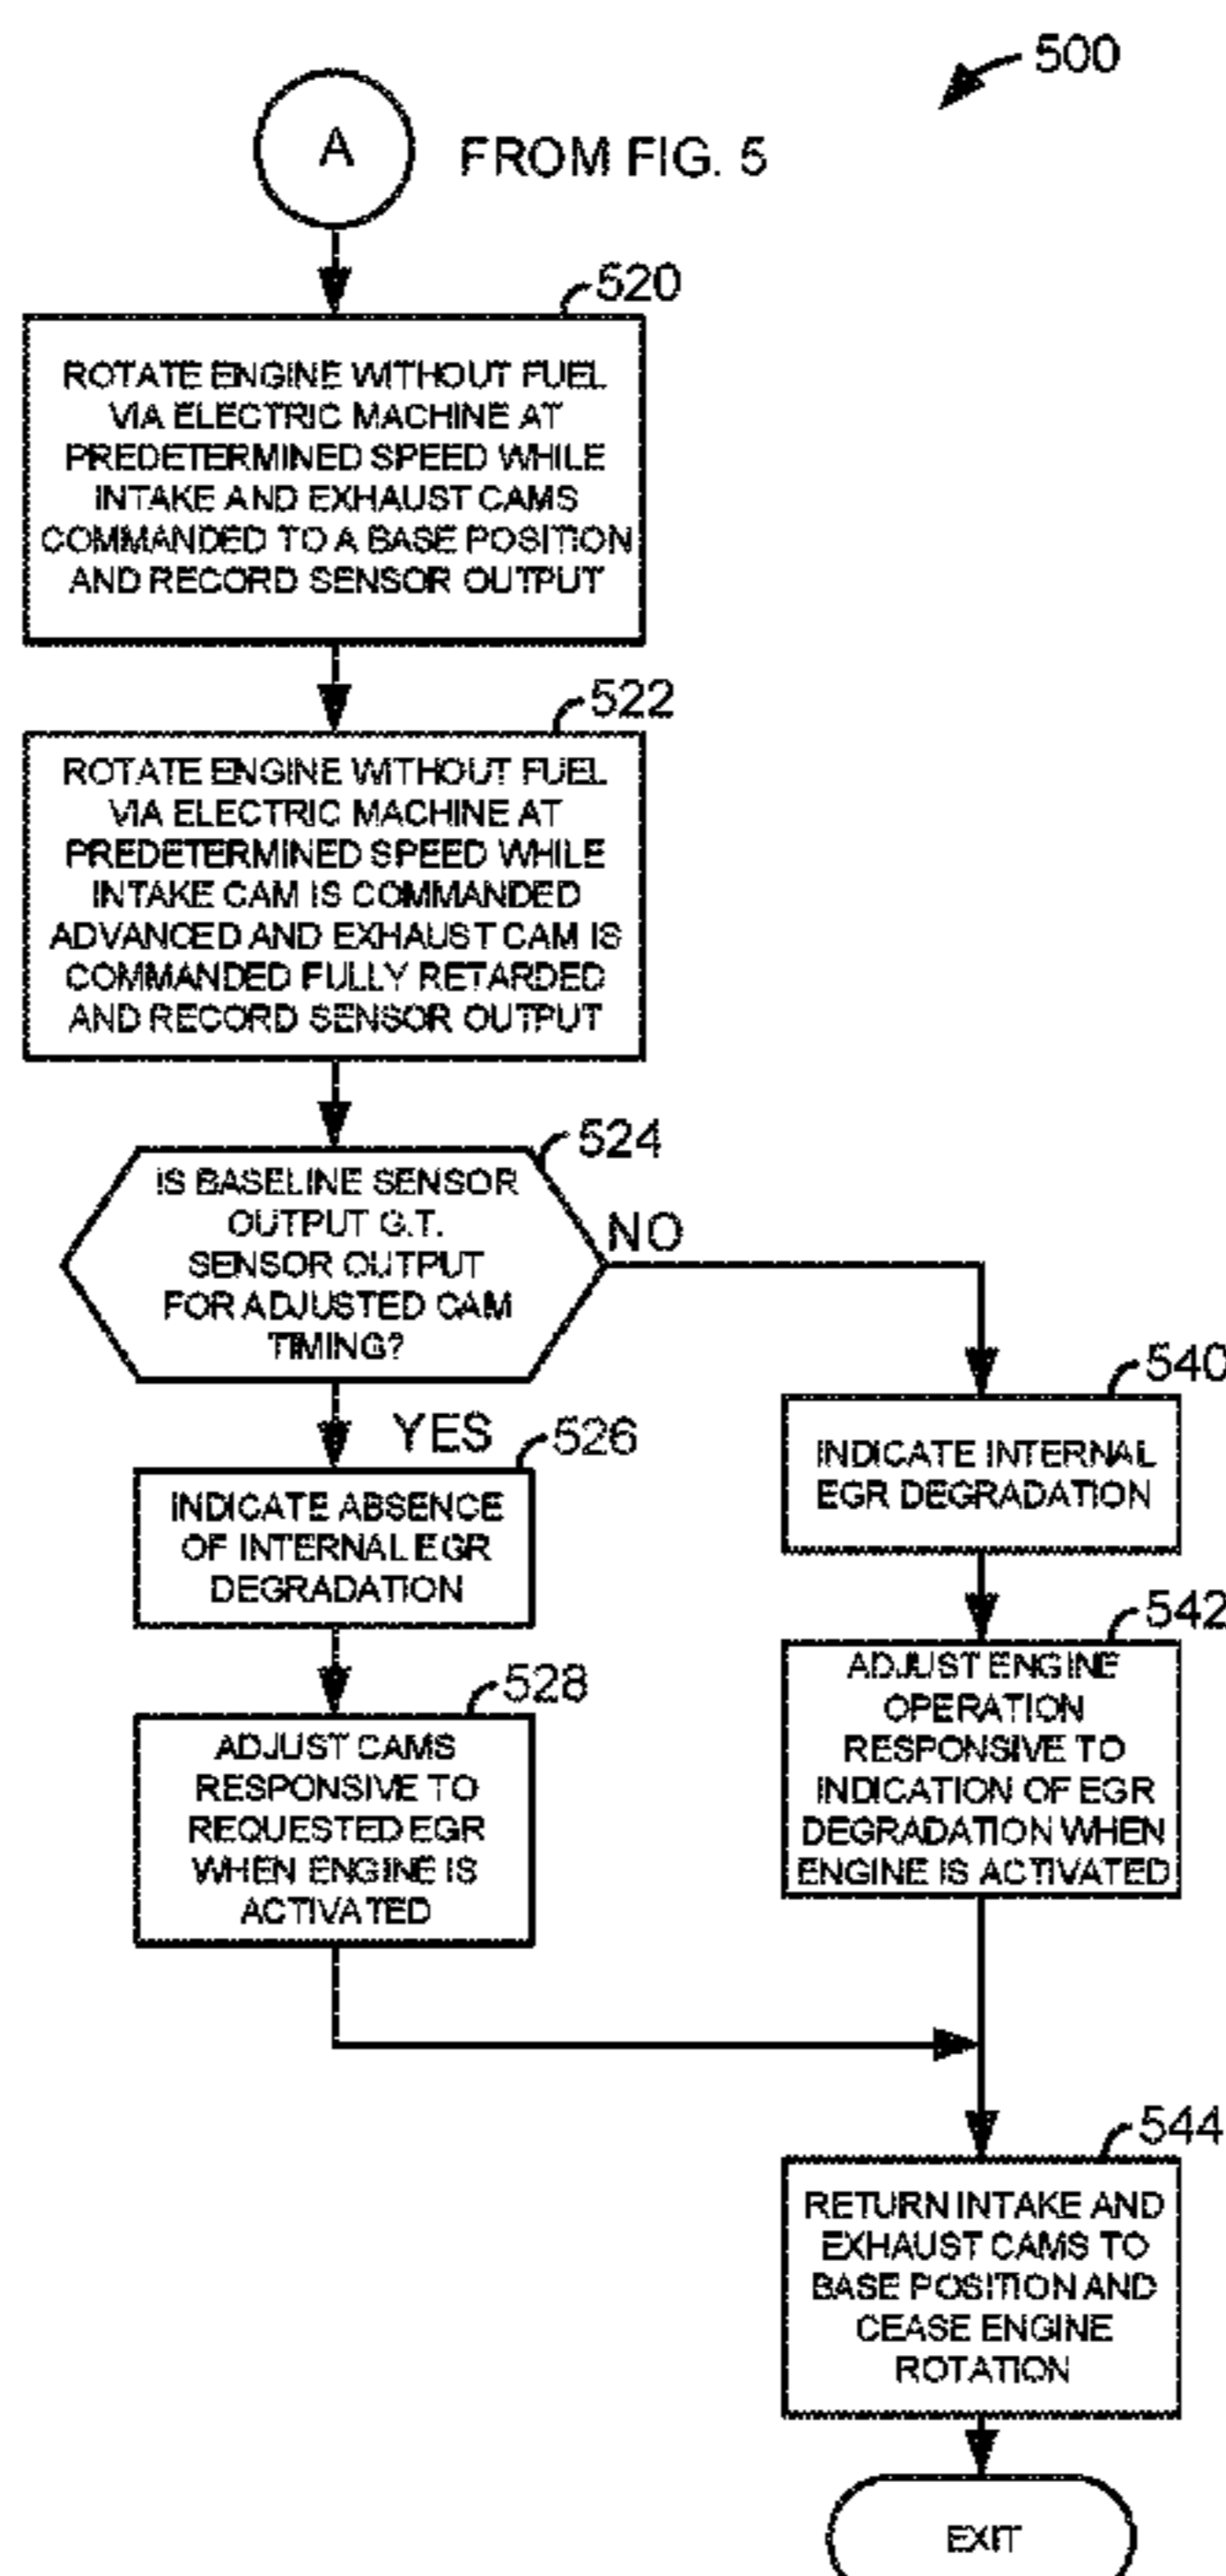 500
A
FROM FIG. 5
520
ROTATE ENGINE WITHOUT FUEL
VIA ELECTRIC MACHINE AT
PREDETERMINED SPEED WHILE
INTAKE AND EXHAUST CAMS
COMMANDED TO A BASE POSITION
AND RECORD SENSOR OUTPUT
522
ROTATE ENGINE WITHOUT FUEL
VIA ELECTRIC MACHINE AT
PREDETERMINED SPEED WHILE
INTAKE CAM IS COMMANDED
ADVANCED AND EXHAUST CAM IS
COMMANDED FULLY RETARDED
AND RECORD SENSOR OUTPUT
524
IS BASELINE SENSOR
OUTPUT G.T.
SENSOR OUTPUT
FOR ADJUSTED CAM
TIMING?
NO
YES
526
INDICATE ABSENCE
OF INTERNAL EGR
DEGRADATION
528
ADJUST CAMS
RESPONSIVE TO
REQUESTED EGR
WHEN ENGINE IS
ACTIVATED
540
INDICATE INTERNAL
EGR DEGRADATION
542
ADJUST ENGINE
OPERATION
RESPONSIVE TO
INDICATION OF EGR
DEGRADATION WHEN
ENGINE IS ACTIVATED
544
RETURN INTAKE AND
EXHAUST CAMS TO
BASE POSITION AND
CEASE ENGINE
ROTATION
EXIT